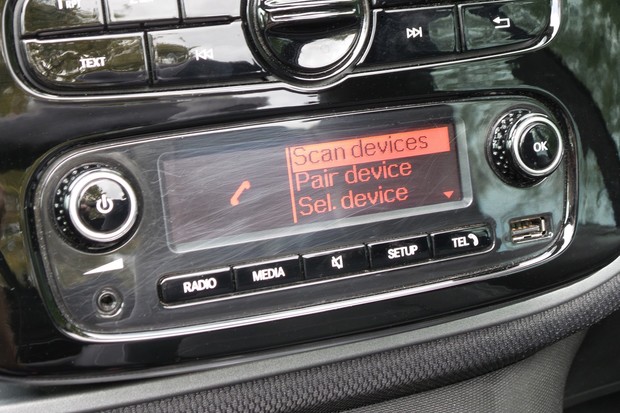 TEXT
Scan devices
Pair device
Sel. device
OK
RADIO
MEDIA
SETUP
TEL